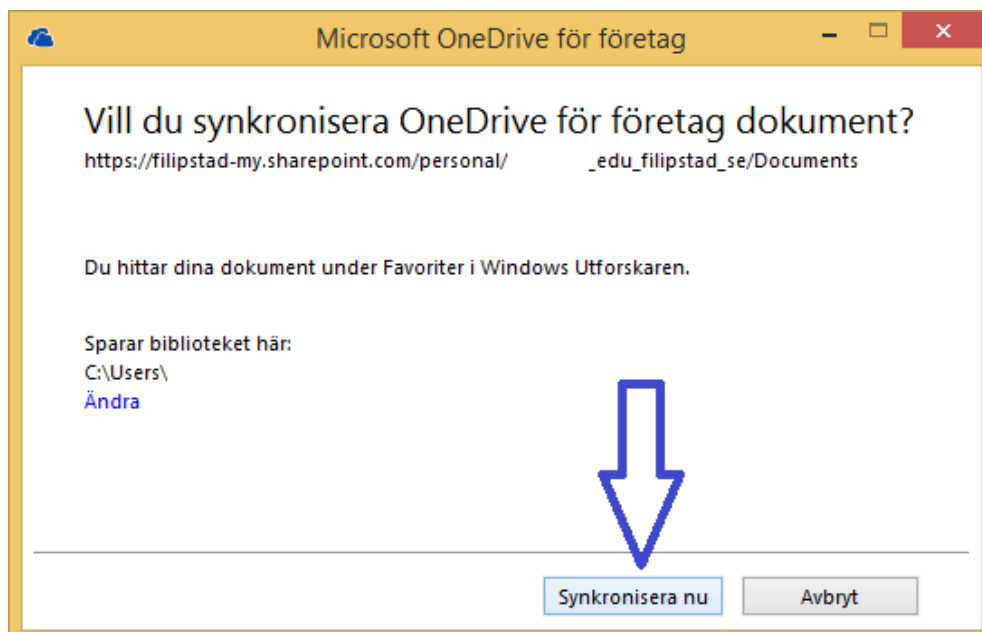 Microsoft OneDrive för företag
Vill du synkronisera OneDrive för företag dokument?
https://filipstad-my.sharepoint.com/personal/ _edu_filipstad_se/Documents
Du hittar dina dokument under Favoriter i Windows Utforskaren.
Sparar biblioteket här:
C:\Users\
Ändra
Synkronisera nu Avbryt